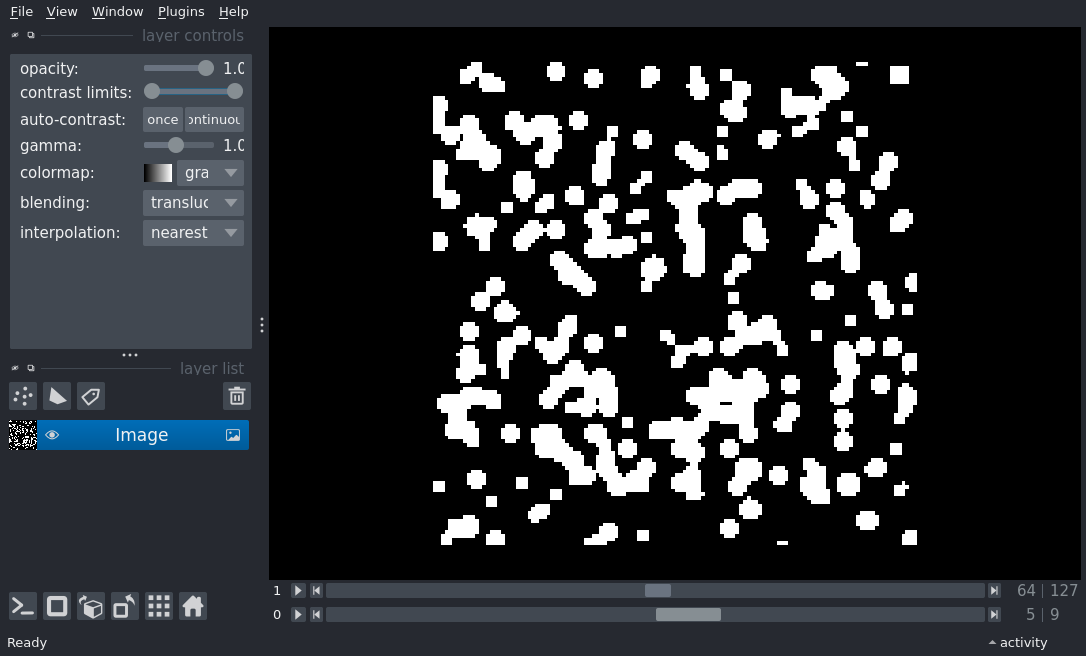 File View Window Plugins Help
layer controls
opacity: 1.0
contrast limits:
auto-contrast: once ontinuou
gamma: 1.0
colormap: gra
blending: transluc
interpolation: nearest
layer list
Image
1 64 | 127
0 5 | 9
Ready activity